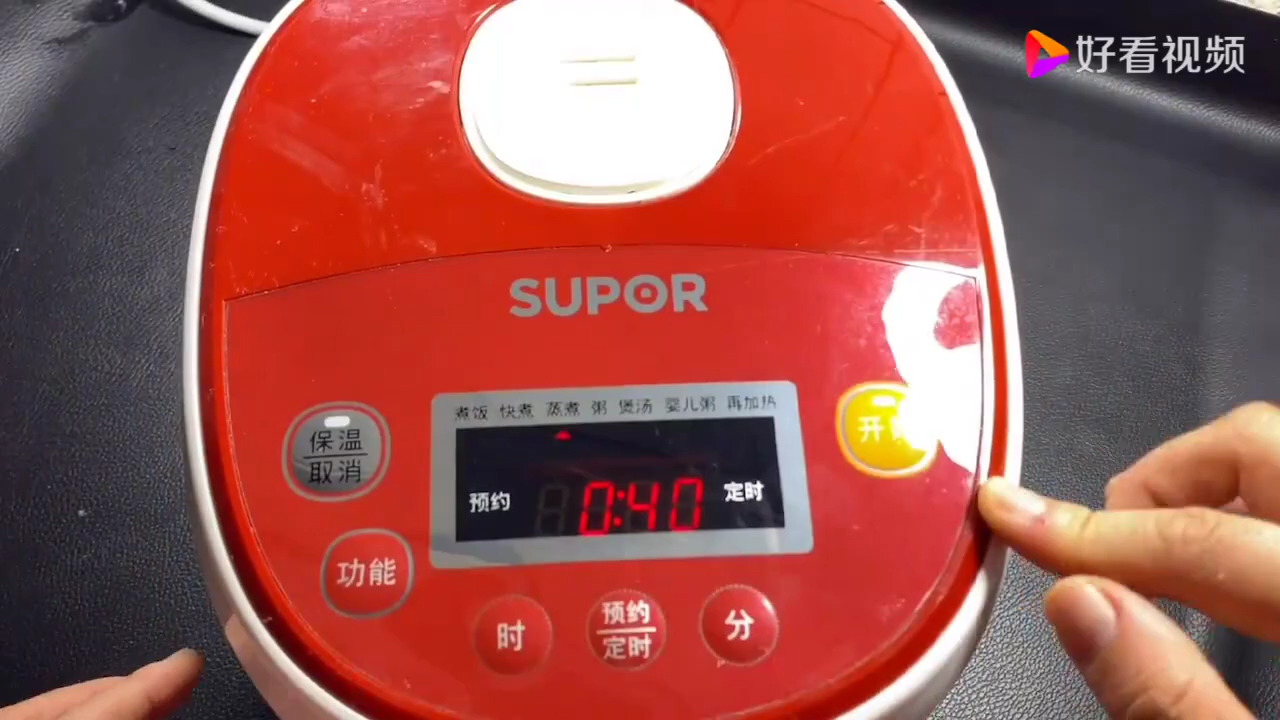 好看视频
SUPOR
煮饭 快煮 蒸煮 粥 煲汤 婴儿粥 再加热
保温
取消
预约 0:40 定时
开
功能
时
预约
定时
分